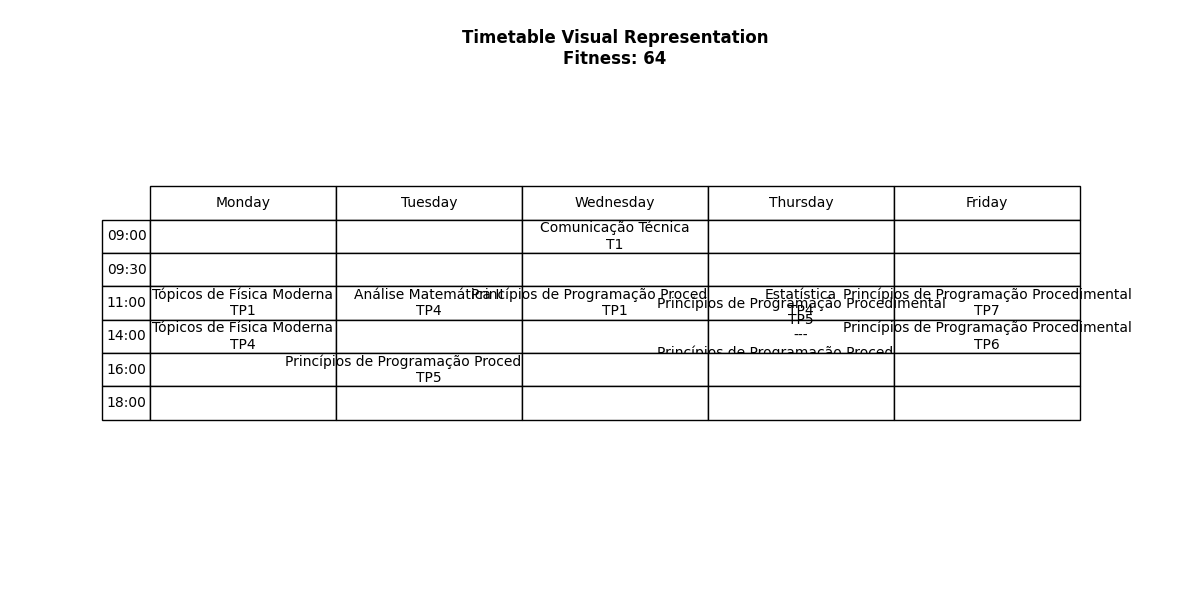 Timetable Visual Representation
Fitness: 64
Monday Tuesday Wednesday Thursday Friday
09:00
Comunicação Técnica
T1
09:30
11:00
Tópicos de Física Moderna
TP1
Análise Matemática II
TP4
Princípios de Programação Proced
TP1
Estatística
TP4
Princípios de Programação Procedimental
TP7
14:00
Tópicos de Física Moderna
TP4
Princípios de Programação Procedimental
TP5
---
Princípios de Programação Proced
Princípios de Programação Procedimental
TP6
16:00
Princípios de Programação Proced
TP5
18:00